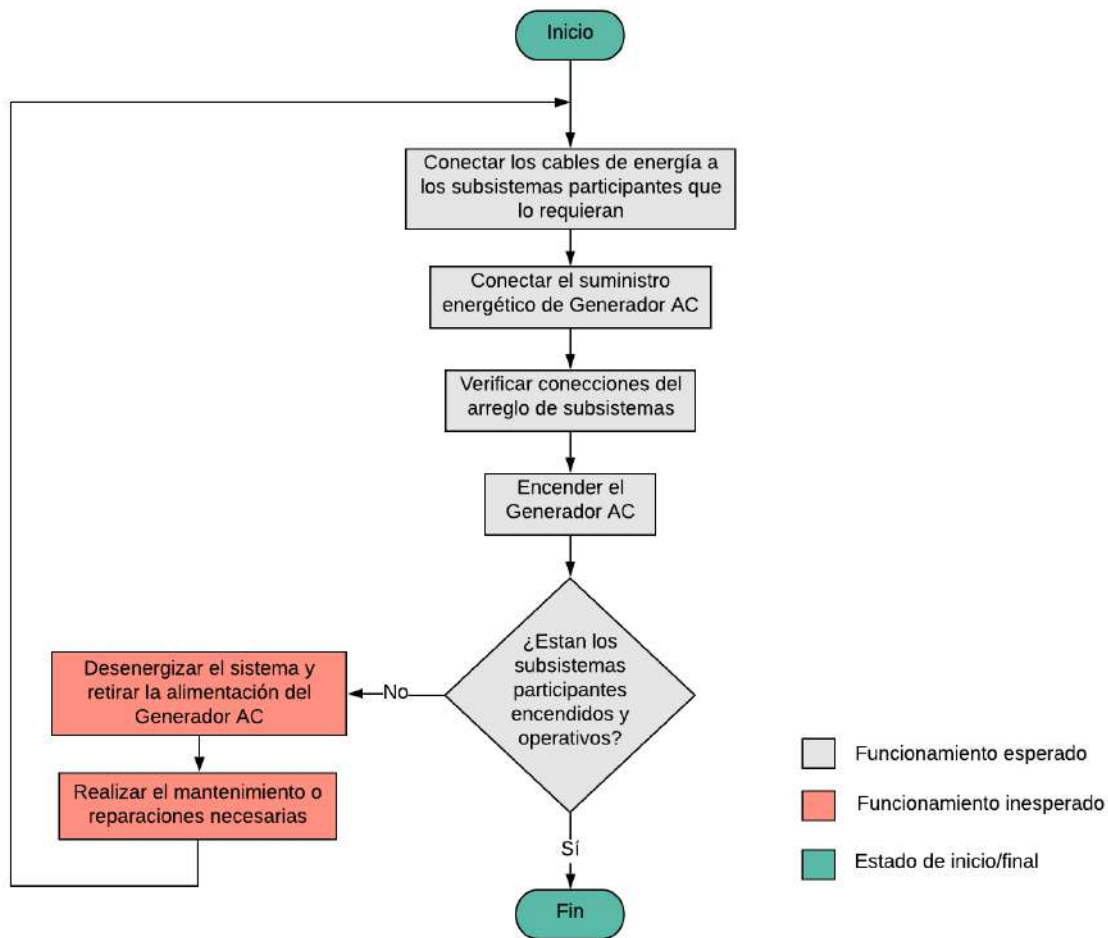 Inicio
Conectar los cables de energía a
los subsistemas participantes que
lo requieran
Conectar el suministro
energético de Generador AC
Verificar conecciones del
arreglo de subsistemas
Encender el
Generador AC
¿Estan los
subsistemas
participantes
encendidos y
operativos?
No
Desenergizar el sistema y
retirar la alimentación del
Generador AC
Realizar el mantenimiento o
reparaciones necesarias
Sí
Fin
Funcionamiento esperado
Funcionamiento inesperado
Estado de inicio/final